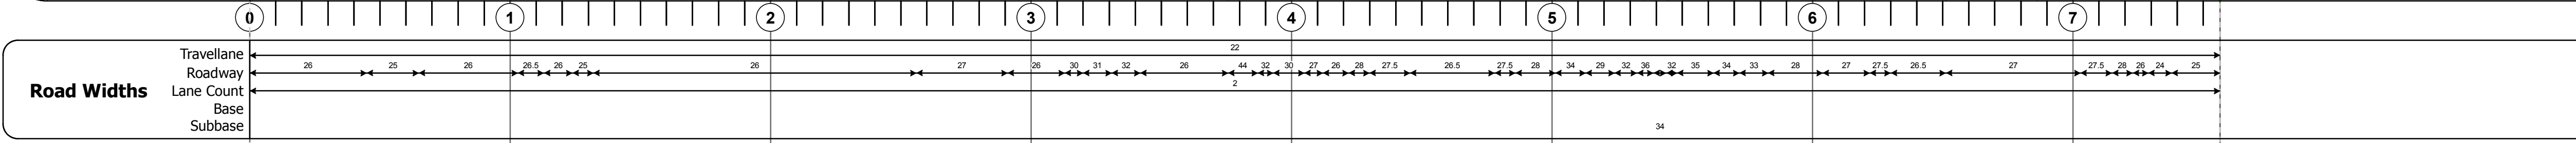 0 1 2 3 4 5 6 7
Travellane 22
Roadway 26 25 26 26.5 26 25 26 27 26 30 31 32 26 44 32 30 27 26 28 27.5 26.5 27.5 28 34 29 32 36 32 35 34 33 28 27 27.5 26.5 27 27.5 28 26 24 25
Road Widths
Lane Count 2
Base
Subbase 34